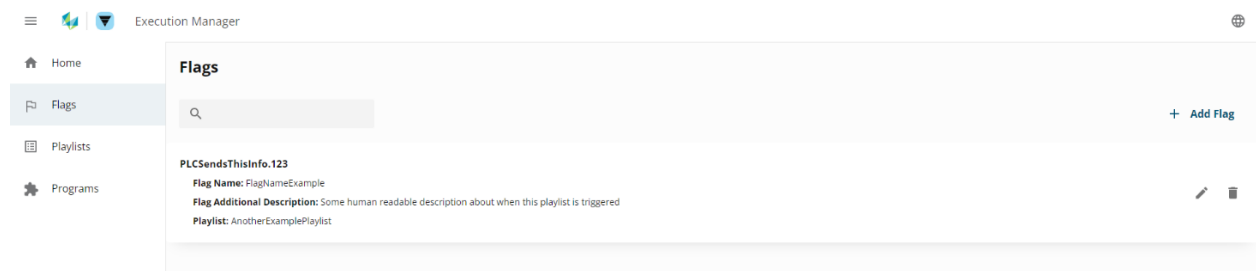 Execution Manager
Home
Flags
Playlists
Programs
Flags
Add Flag
PLCSendsThisInfo.123
Flag Name: FlagNameExample
Flag Additional Description: Some human readable description about when this playlist is triggered
Playlist: AnotherExamplePlaylist